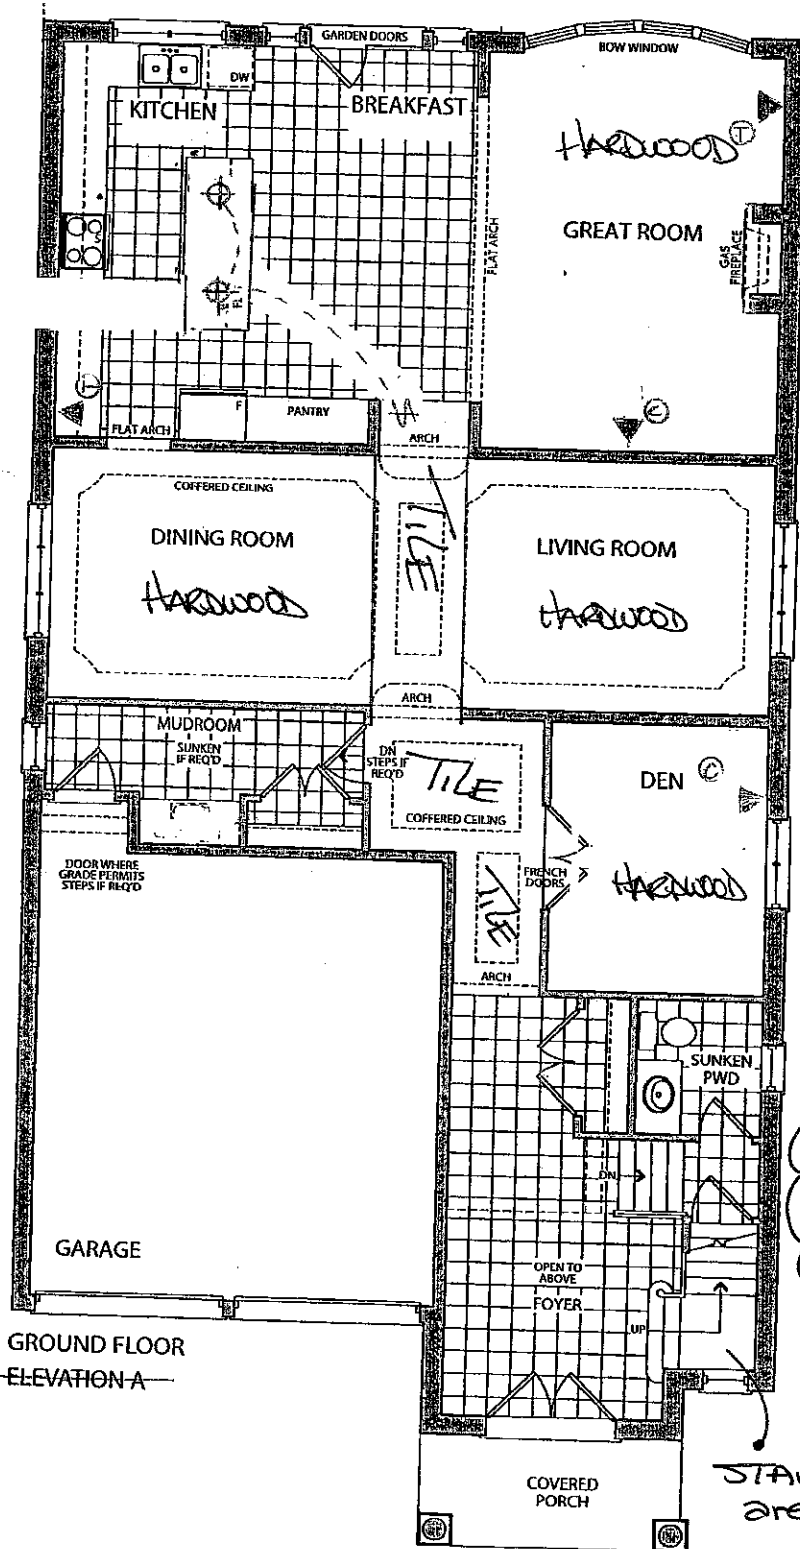 GARDEN DOORS
BOW WINDOW
DW
KITCHEN
BREAKFAST
HARDWOOD
T
GREAT ROOM
FLAT ARCH
GAS
FIREPLACE
T
C
F
PANTRY
FLAT ARCH
ARCH
COFFERED CEILING
TILE
DINING ROOM
LIVING ROOM
HARDWOOD
HARDWOOD
ARCH
MUDROOM
SUNKEN
IF REQ'D
DN
STEPS IF
REQ'D
TILE
COFFERED CEILING
DEN
C
DOOR WHERE
GRADE PERMITS
STEPS IF REQ'D
FRENCH
DOORS
HARDWOOD
TILE
ARCH
SUNKEN
PWD
DN
GARAGE
OPEN TO
ABOVE
FOYER
UP
GROUND FLOOR
ELEVATION A
COVERED
PORCH
are